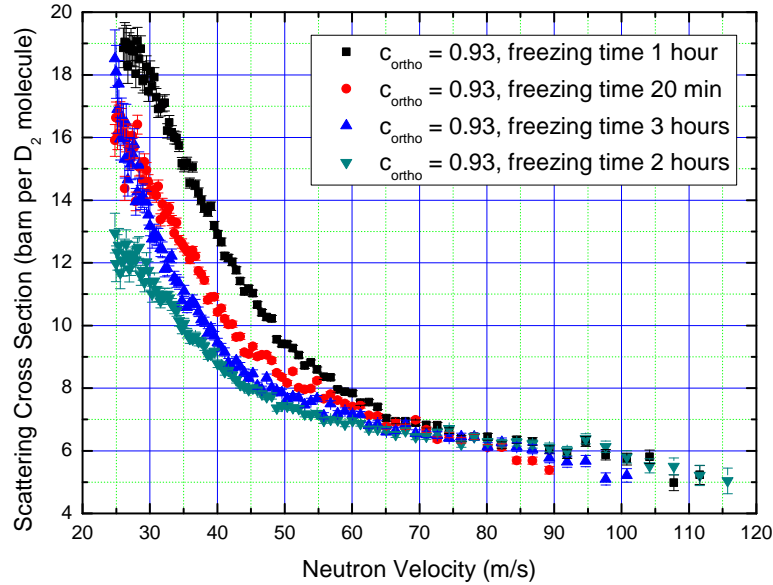 20
18
16
14
12
10
8
6
4
Scattering Cross Section (barn per D₂ molecule)
c_ortho = 0.93, freezing time 1 hour
c_ortho = 0.93, freezing time 20 min
c_ortho = 0.93, freezing time 3 hours
c_ortho = 0.93, freezing time 2 hours
20 30 40 50 60 70 80 90 100 110 120
Neutron Velocity (m/s)